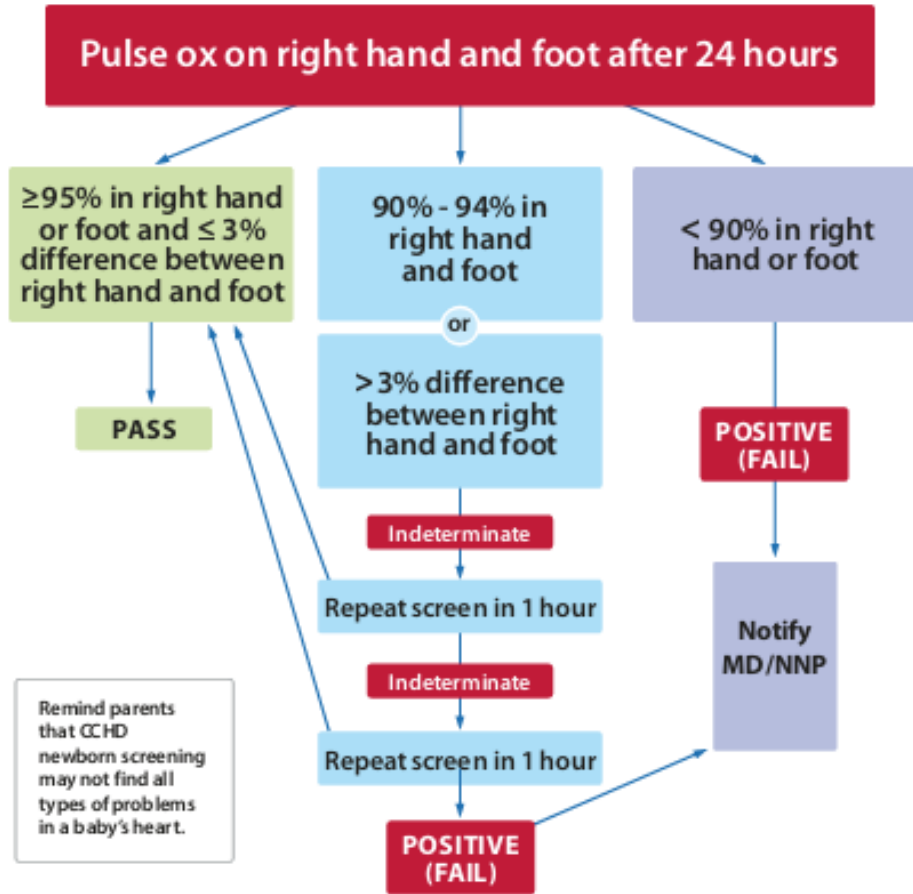 Pulse ox on right hand and foot after 24 hours
≥95% in right hand
or foot and ≤ 3%
difference between
right hand and foot
PASS
90% - 94% in
right hand
and foot
or
> 3% difference
between right
hand and foot
Indeterminate
Repeat screen in 1 hour
Indeterminate
Repeat screen in 1 hour
POSITIVE
(FAIL)
< 90% in right
hand or foot
POSITIVE
(FAIL)
Notify
MD/NNP
Remind parents
that CCHD
newborn screening
may not find all
types of problems
in a baby's heart.